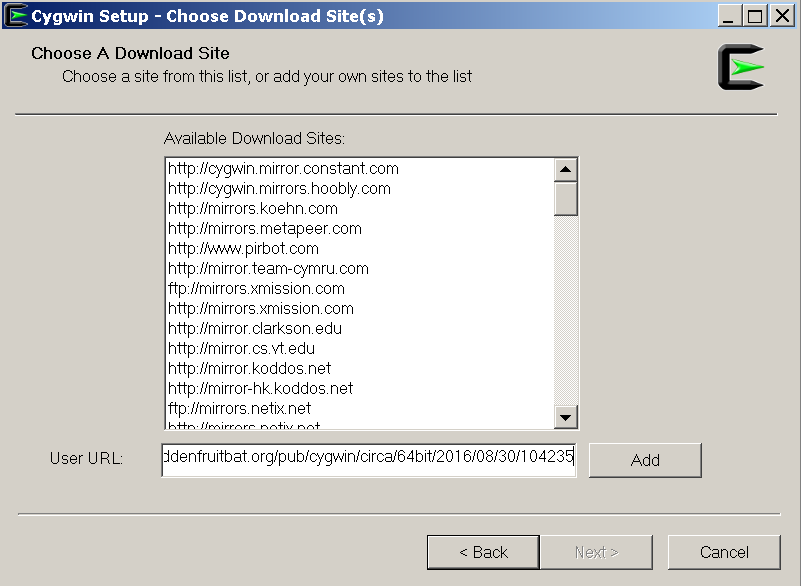 Cygwin Setup - Choose Download Site(s)
Choose A Download Site
Choose a site from this list, or add your own sites to the list
Available Download Sites:
http://cygwin.mirror.constant.com
http://cygwin.mirrors.hoobly.com
http://mirrors.koehn.com
http://mirrors.metapeer.com
http://www.pirbot.com
http://mirror.team-cymru.com
ftp://mirrors.xmission.com
http://mirrors.xmission.com
http://mirror.clarkson.edu
http://mirror.cs.vt.edu
http://mirror.koddos.net
http://mirror-hk.koddos.net
ftp://mirrors.netix.net
http://mirrors.netix.net
User URL: ddenfruitbat.org/pub/cygwin/circa/64bit/2016/08/30/104235 Add
< Back Next > Cancel